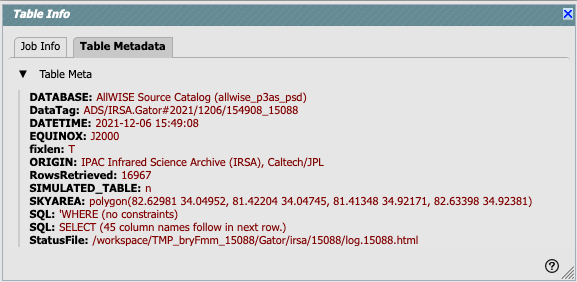 Table Info
Job Info
Table Metadata
▼ Table Meta
DATABASE: AllWISE Source Catalog (allwise_p3as_psd)
DataTag: ADS/IRSA.Gator#2021/1206/154908_15088
DATETIME: 2021-12-06 15:49:08
EQUINOX: J2000
fixlen: T
ORIGIN: IPAC Infrared Science Archive (IRSA), Caltech/JPL
RowsRetrieved: 16967
SIMULATED_TABLE: n
SKYAREA: polygon(82.62981 34.04952, 81.42204 34.04745, 81.41348 34.92171, 82.63398 34.92381)
SQL: 'WHERE (no constraints)
SQL: SELECT (45 column names follow in next row.)
StatusFile: /workspace/TMP_bryFmm_15088/Gator/irsa/15088/log.15088.html